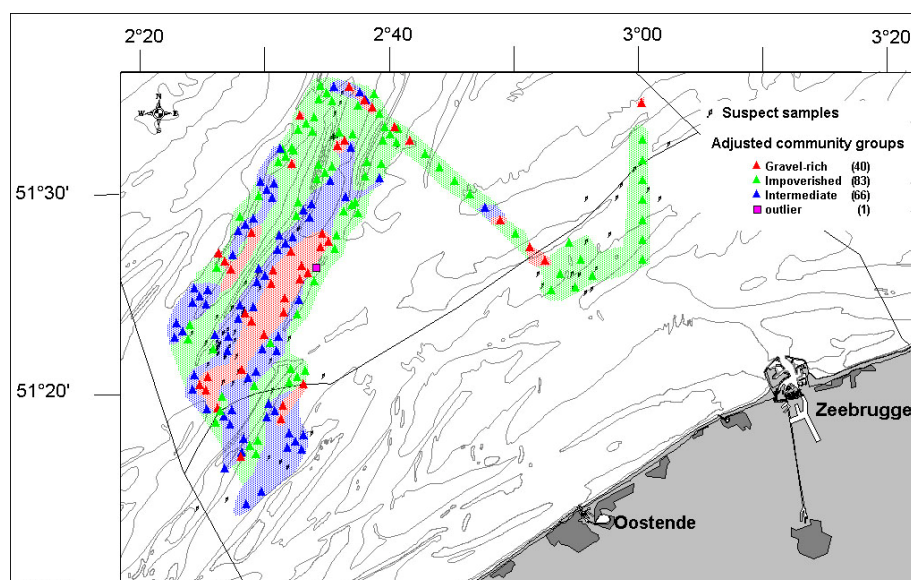 2°20 2°40 3°00 3°20
N
W E
S
Suspect samples
Adjusted community groups
Gravel-rich (40)
Impoverished (83)
Intermediate (66)
outlier (1)
51°30'
51°20'
Zeebrugge
Oostende